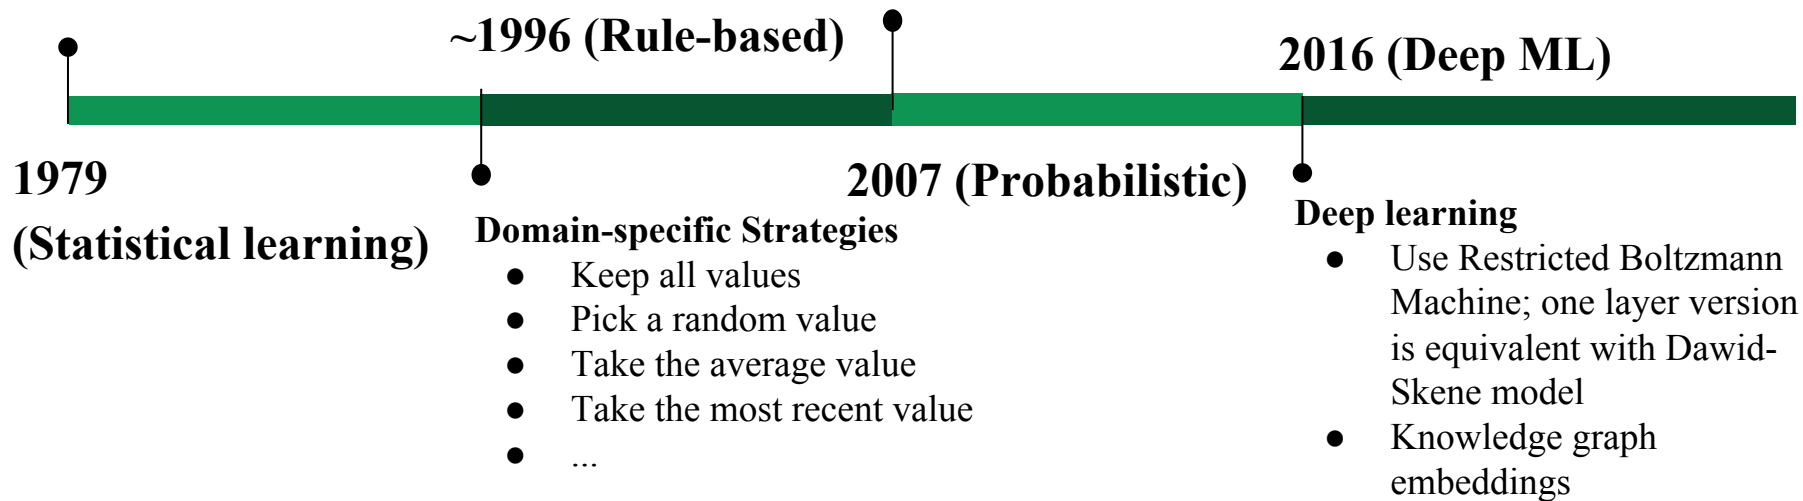 ~1996 (Rule-based)
2016 (Deep ML)
1979
(Statistical learning)
2007 (Probabilistic)
Domain-specific Strategies
● Keep all values
● Pick a random value
● Take the average value
● Take the most recent value
● ...
Deep learning
● Use Restricted Boltzmann
Machine; one layer version
is equivalent with Dawid-
Skene model
● Knowledge graph
embeddings